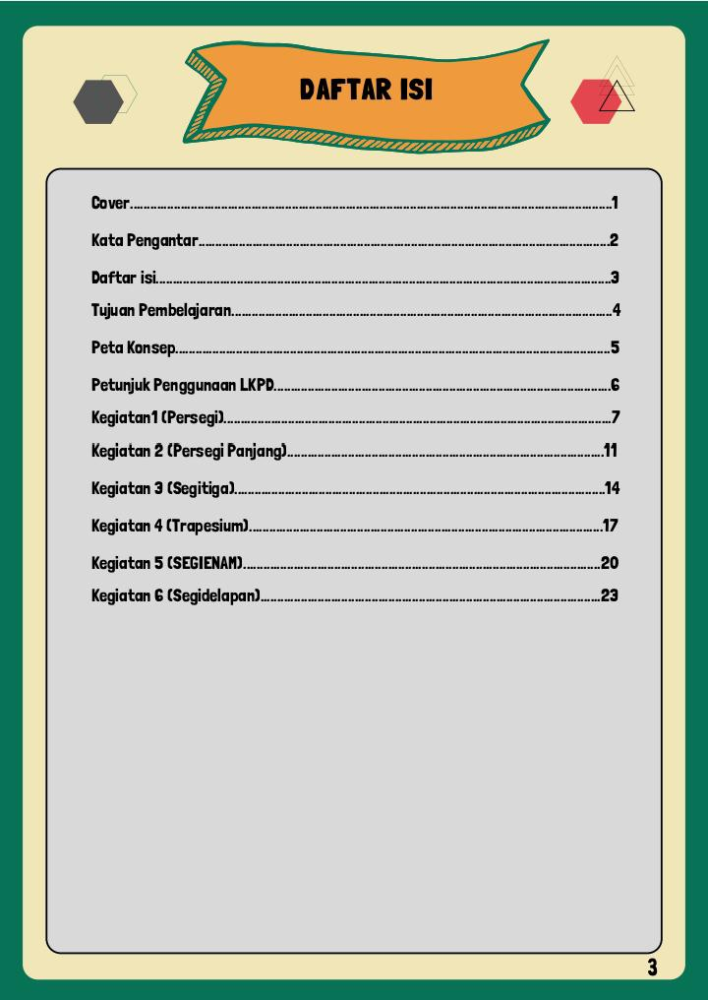 DAFTAR ISI
Cover..........................................................................................................................................................1
Kata Pengantar....................................................................................................................................2
Daftar isi.................................................................................................................................................3
Tujuan Pembelajaran.........................................................................................................................4
Peta Konsep...........................................................................................................................................5
Petunjuk Penggunaan LKPD............................................................................................................6
Kegiatan1 (Persegi)............................................................................................................................7
Kegiatan 2 (Persegi Panjang).....................................................................................................11
Kegiatan 3 (Segitiga).......................................................................................................................14
Kegiatan 4 (Trapesium)..................................................................................................................17
Kegiatan 5 (SEGIENAM)...................................................................................................................20
Kegiatan 6 (Segidelapan).............................................................................................................23
3